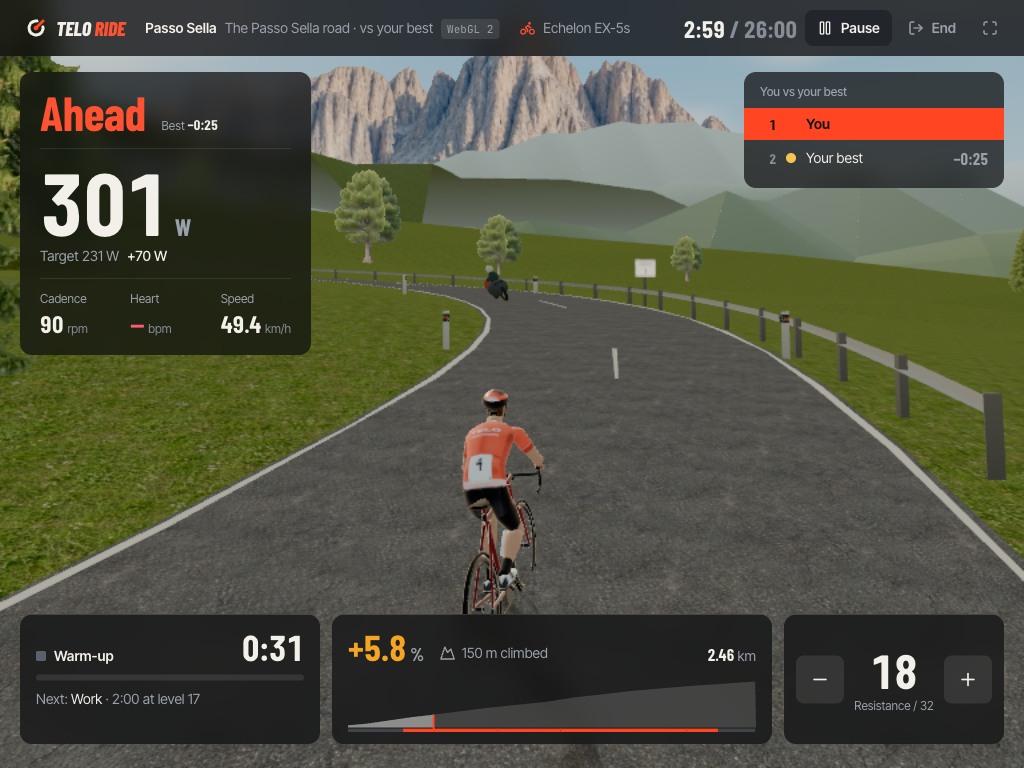 TELO RIDE Passo Sella The Passo Sella road · vs your best WebGL 2 Echelon EX-5s 2:59 / 26:00 Pause End
Ahead Best −0:25
301 W
Target 231 W +70 W
Cadence Heart Speed
90 rpm — bpm 49.4 km/h
You vs your best
1 You
2 Your best −0:25
TELO
1
Warm-up 0:31
Next: Work · 2:00 at level 17
+5.8 % 150 m climbed 2.46 km
− 18 +
Resistance / 32